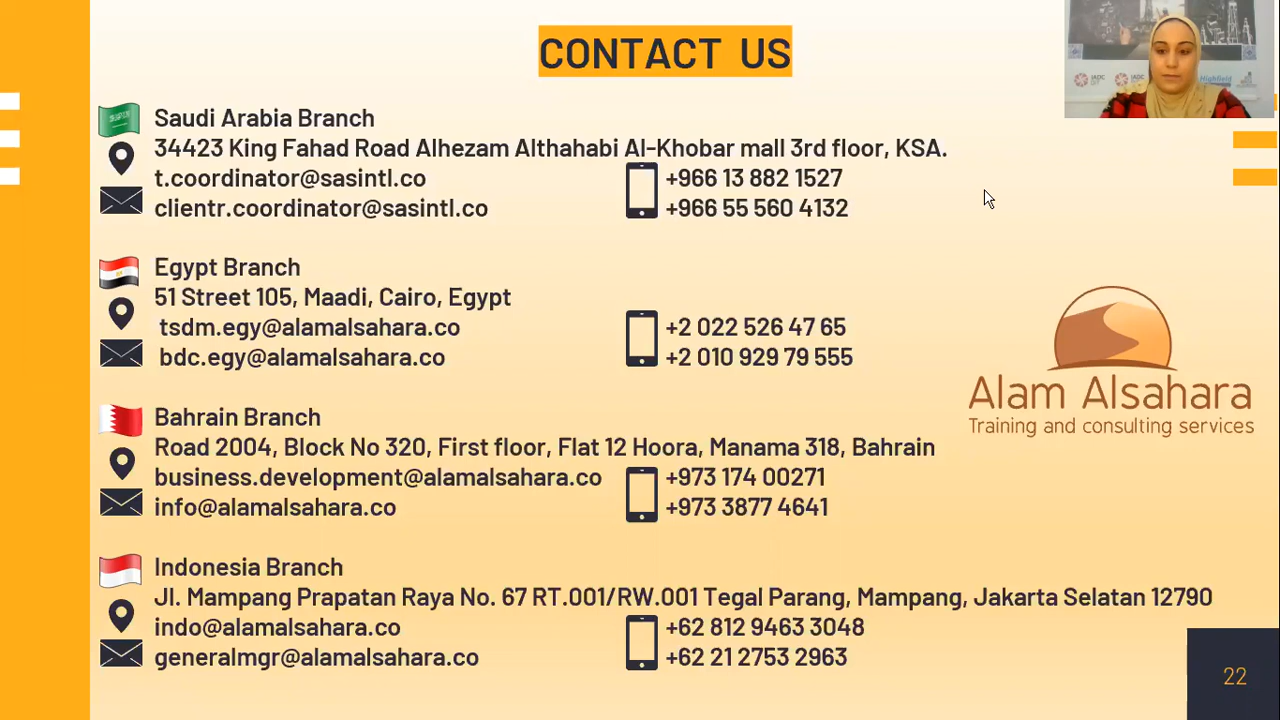 CONTACT US
Saudi Arabia Branch
34423 King Fahad Road Alhezam Althahabi Al-Khobar mall 3rd floor, KSA.
t.coordinator@sasintl.co
+966 13 882 1527
clientr.coordinator@sasintl.co
+966 55 560 4132
Egypt Branch
51 Street 105, Maadi, Cairo, Egypt
tsdm.egy@alamalsahara.co
+2 022 526 47 65
bdc.egy@alamalsahara.co
+2 010 929 79 555
Bahrain Branch
Road 2004, Block No 320, First floor, Flat 12 Hoora, Manama 318, Bahrain
business.development@alamalsahara.co
+973 174 00271
info@alamalsahara.co
+973 3877 4641
Indonesia Branch
Jl. Mampang Prapatan Raya No. 67 RT.001/RW.001 Tegal Parang, Mampang, Jakarta Selatan 12790
indo@alamalsahara.co
+62 812 9463 3048
generalmgr@alamalsahara.co
+62 21 2753 2963
Alam Alsahara
Training and consulting services
IADC
IADC
Highfield
22